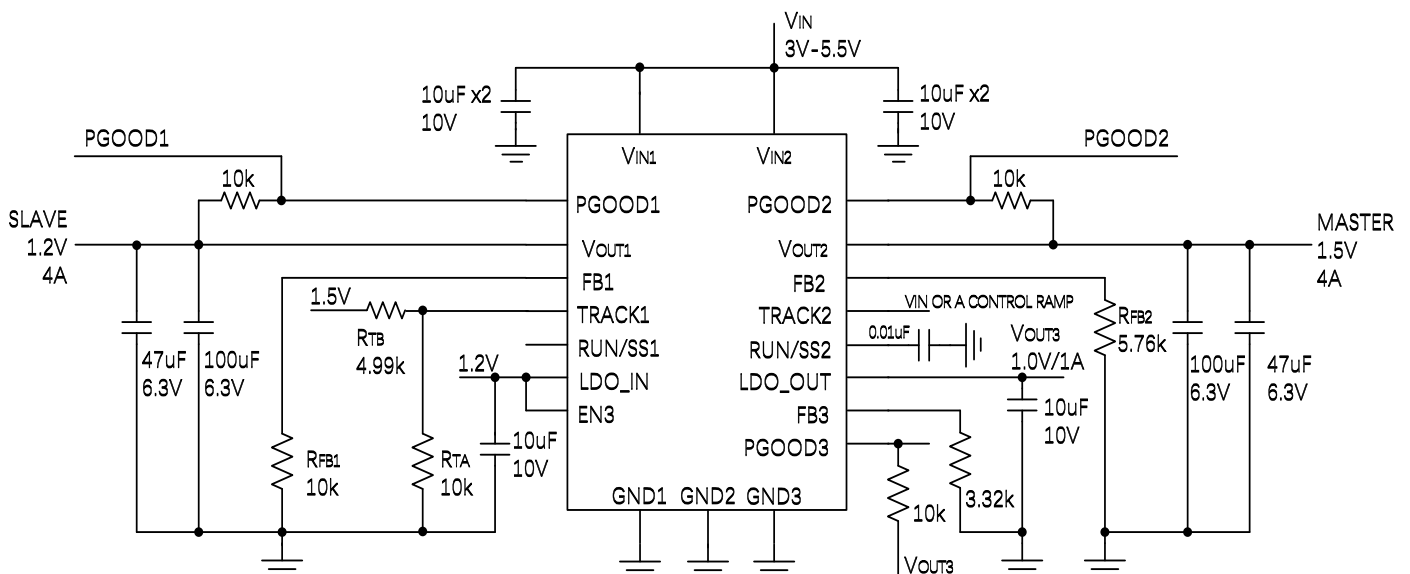 VIN
3V-5.5V
10uF x2
10V
10uF x2
10V
PGOOD1
PGOOD2
VIN1
VIN2
10k
10k
PGOOD1
PGOOD2
SLAVE
1.2V
4A
MASTER
1.5V
4A
VOUT1
VOUT2
FB1
FB2
1.5V
TRACK1
TRACK2
VIN OR A CONTROL RAMP
RTB
4.99k
RFB2
5.76k
RUN/SS1
RUN/SS2
0.01uF
VOUT3
1.0V/1A
47uF
6.3V
100uF
6.3V
1.2V
LDO_IN
LDO_OUT
100uF
6.3V
47uF
6.3V
EN3
FB3
10uF
10V
10uF
10V
PGOOD3
RFB1
10k
RTA
10k
GND1
GND2
GND3
3.32k
10k
VOUT3